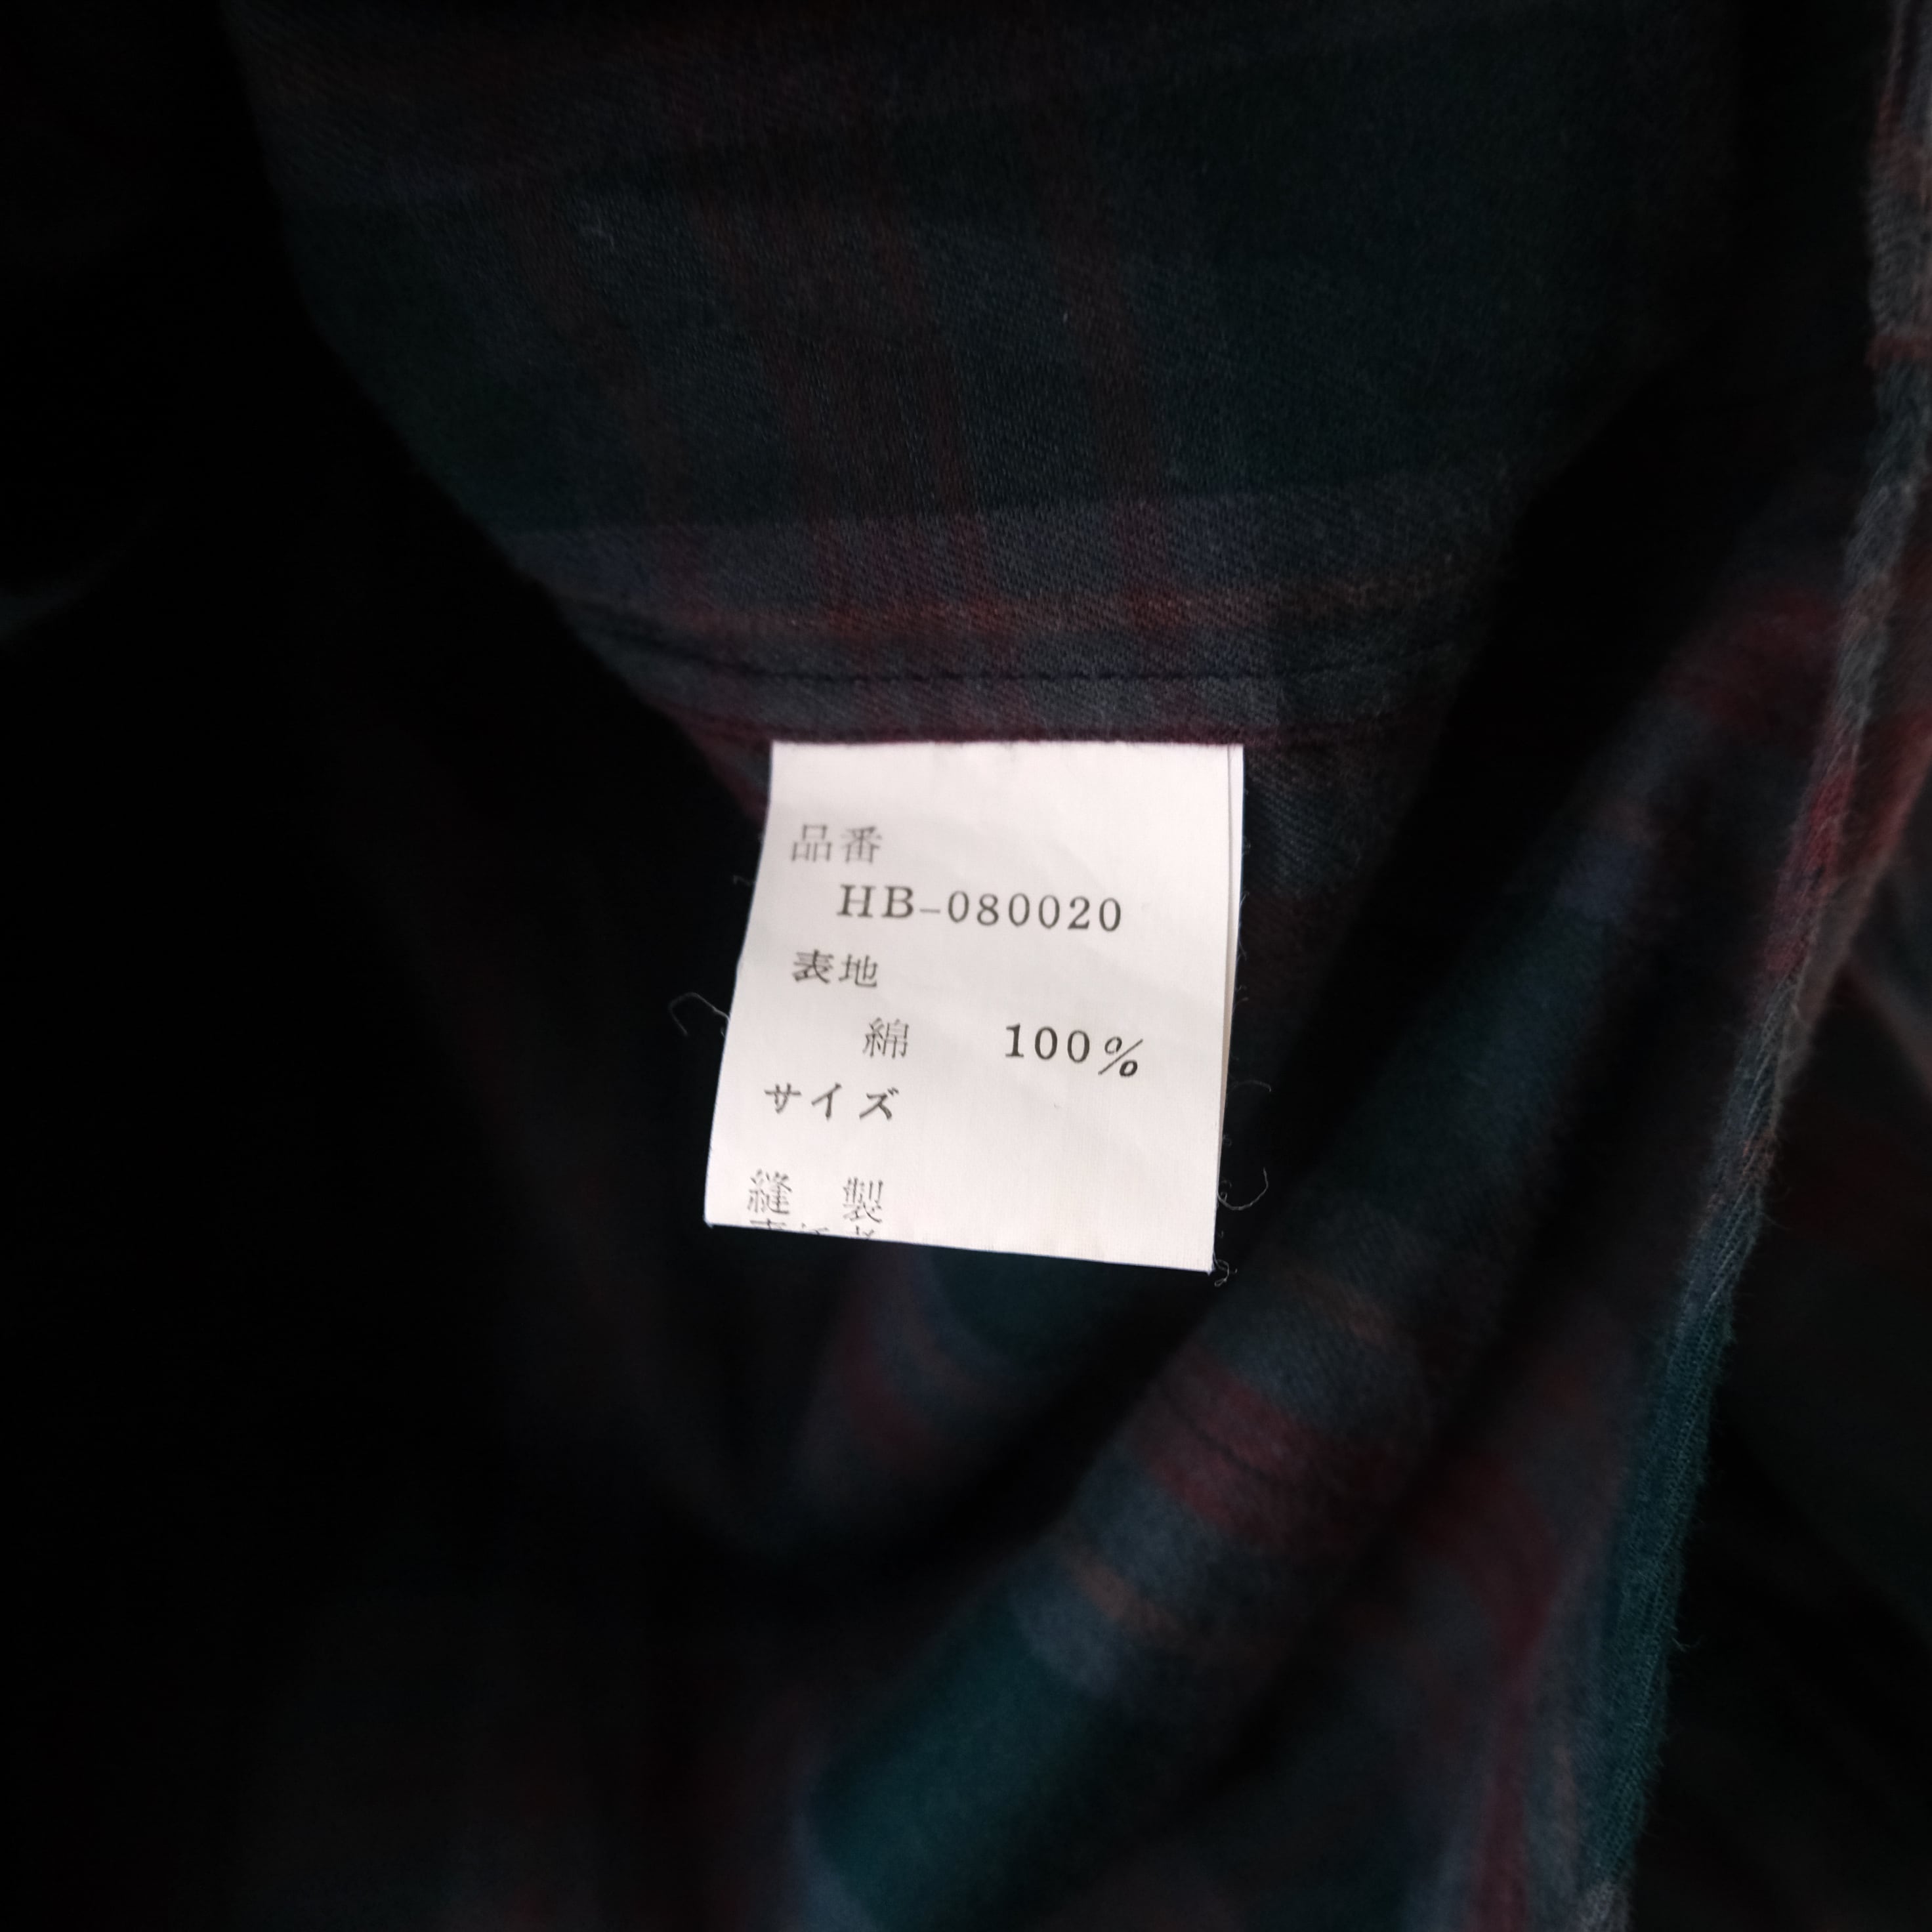 品番
HB-080020
表地
綿 100%
サイズ
縫 製